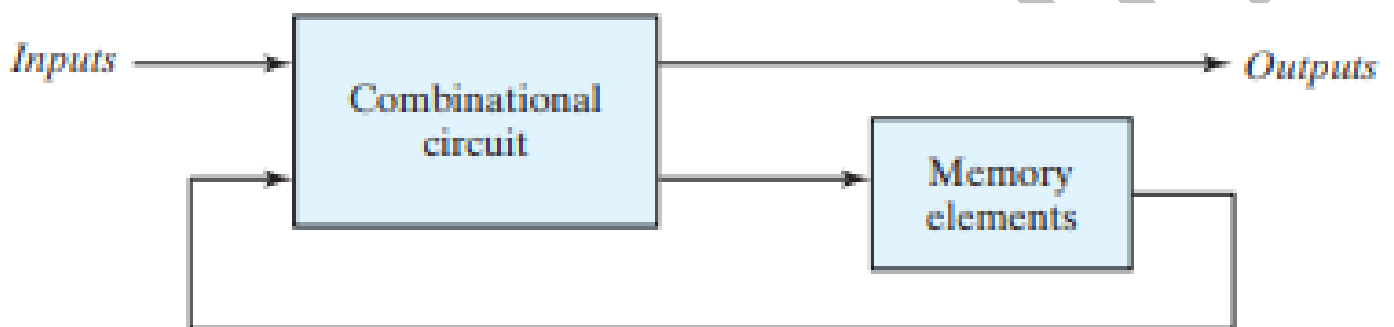 Inputs
Outputs
Combinational
circuit
Memory
elements